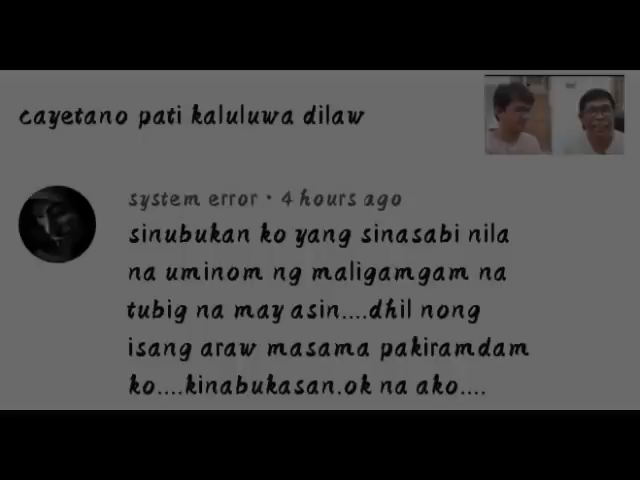 cayetano pati kaluluwa dilaw
system error • 4 hours ago
sinubukan ko yang sinasabi nila
na uminom ng maligamgam na
tubig na may asin....dhil nong
isang araw masama pakiramdam
ko....kinabukasan.ok na ako....